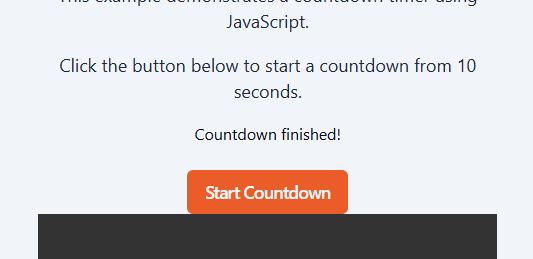 This example demonstrates a countdown timer using
JavaScript.
Click the button below to start a countdown from 10
seconds.
Countdown finished!
Start Countdown